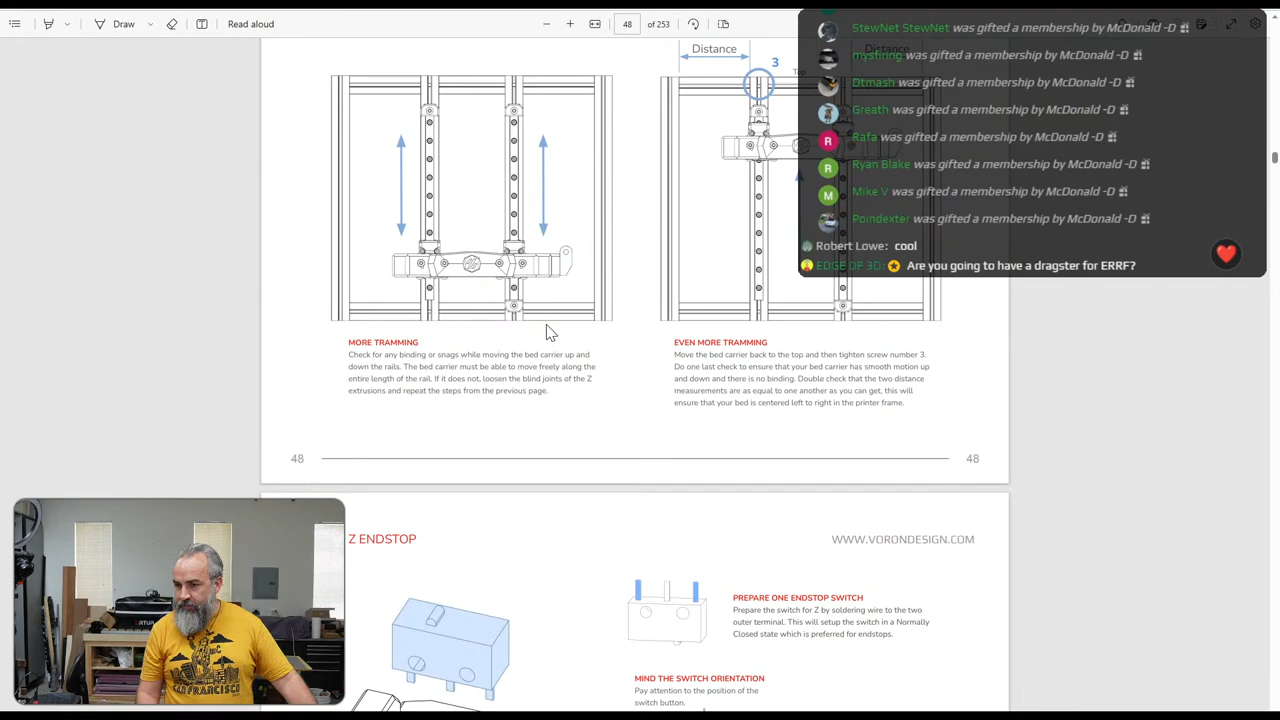 Draw
Read aloud
48
of 253
StewNet StewNet was gifted a membership by McDonald -D
mysfiring was gifted a membership by McDonald -D
Dtmash was gifted a membership by McDonald -D
Greath was gifted a membership by McDonald -D
R Rafa was gifted a membership by McDonald -D
R Ryan Blake was gifted a membership by McDonald -D
M Mike V was gifted a membership by McDonald -D
Poindexter was gifted a membership by McDonald -D
Robert Lowe: cool
EDGE OF 3D: Are you going to have a dragster for ERRF?
Distance
Distance
3
Top
MORE TRAMMING
Check for any binding or snags while moving the bed carrier up and
down the rails. The bed carrier must be able to move freely along the
entire length of the rail. If it does not, loosen the blind joints of the Z
extrusions and repeat the steps from the previous page.
EVEN MORE TRAMMING
Move the bed carrier back to the top and then tighten screw number 3.
Do one last check to ensure that your bed carrier has smooth motion up
and down and there is no binding. Double check that the two distance
measurements are as equal to one another as you can get, this will
ensure that your bed is centered left to right in the printer frame.
48
48
Z ENDSTOP
WWW.VORONDESIGN.COM
PREPARE ONE ENDSTOP SWITCH
Prepare the switch for Z by soldering wire to the two
outer terminal. This will setup the switch in a Normally
Closed state which is preferred for endstops.
MIND THE SWITCH ORIENTATION
Pay attention to the position of the
switch button.
SAN FRANCISCO